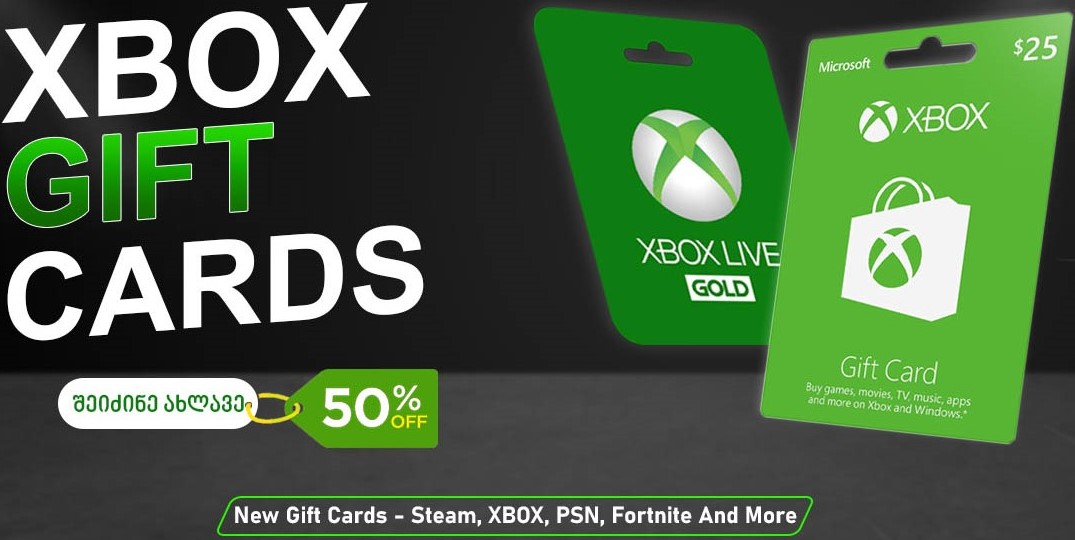 XBOX
GIFT
CARDS
შეიძინე ახლავე
50%
OFF
XBOX LIVE
GOLD
Microsoft
$25
XBOX
Gift Card
Buy games, movies, TV, music, apps
and more on Xbox and Windows.*
New Gift Cards - Steam, XBOX, PSN, Fortnite And More